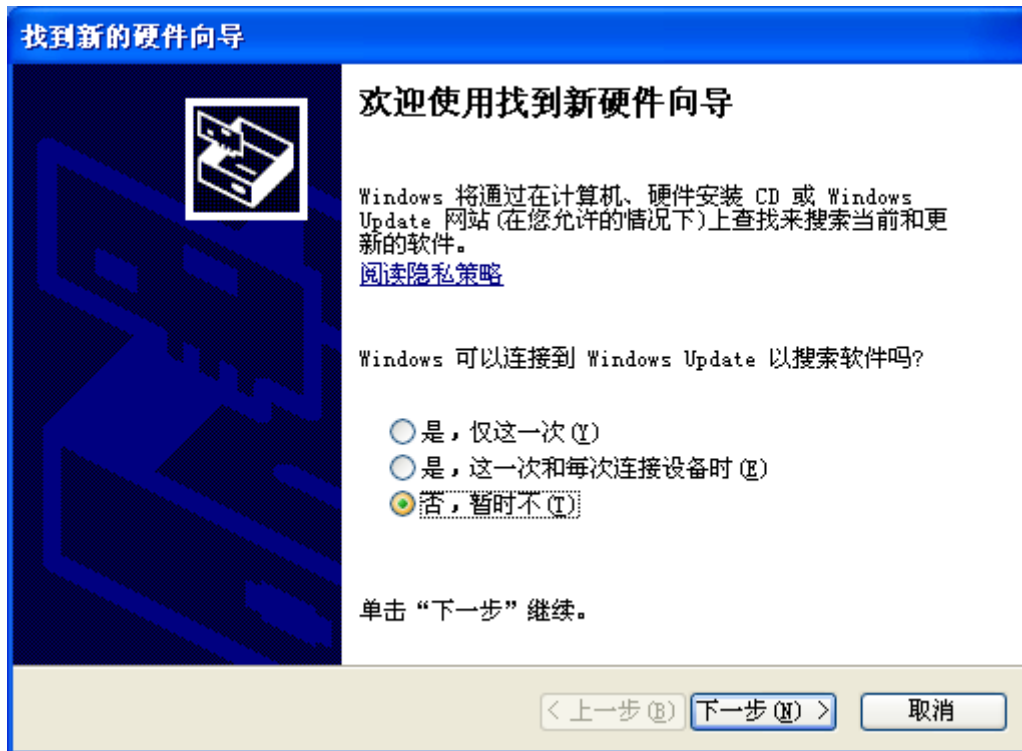 找到新的硬件向导
欢迎使用找到新硬件向导
Windows 将通过在计算机、硬件安装 CD 或 Windows
Update 网站(在您允许的情况下)上查找来搜索当前和更
新的软件。
阅读隐私策略
Windows 可以连接到 Windows Update 以搜索软件吗?
是，仅这一次(Y)
是，这一次和每次连接设备时(E)
否，暂时不(T)
单击“下一步”继续。
< 上一步(B) 下一步(N) > 取消